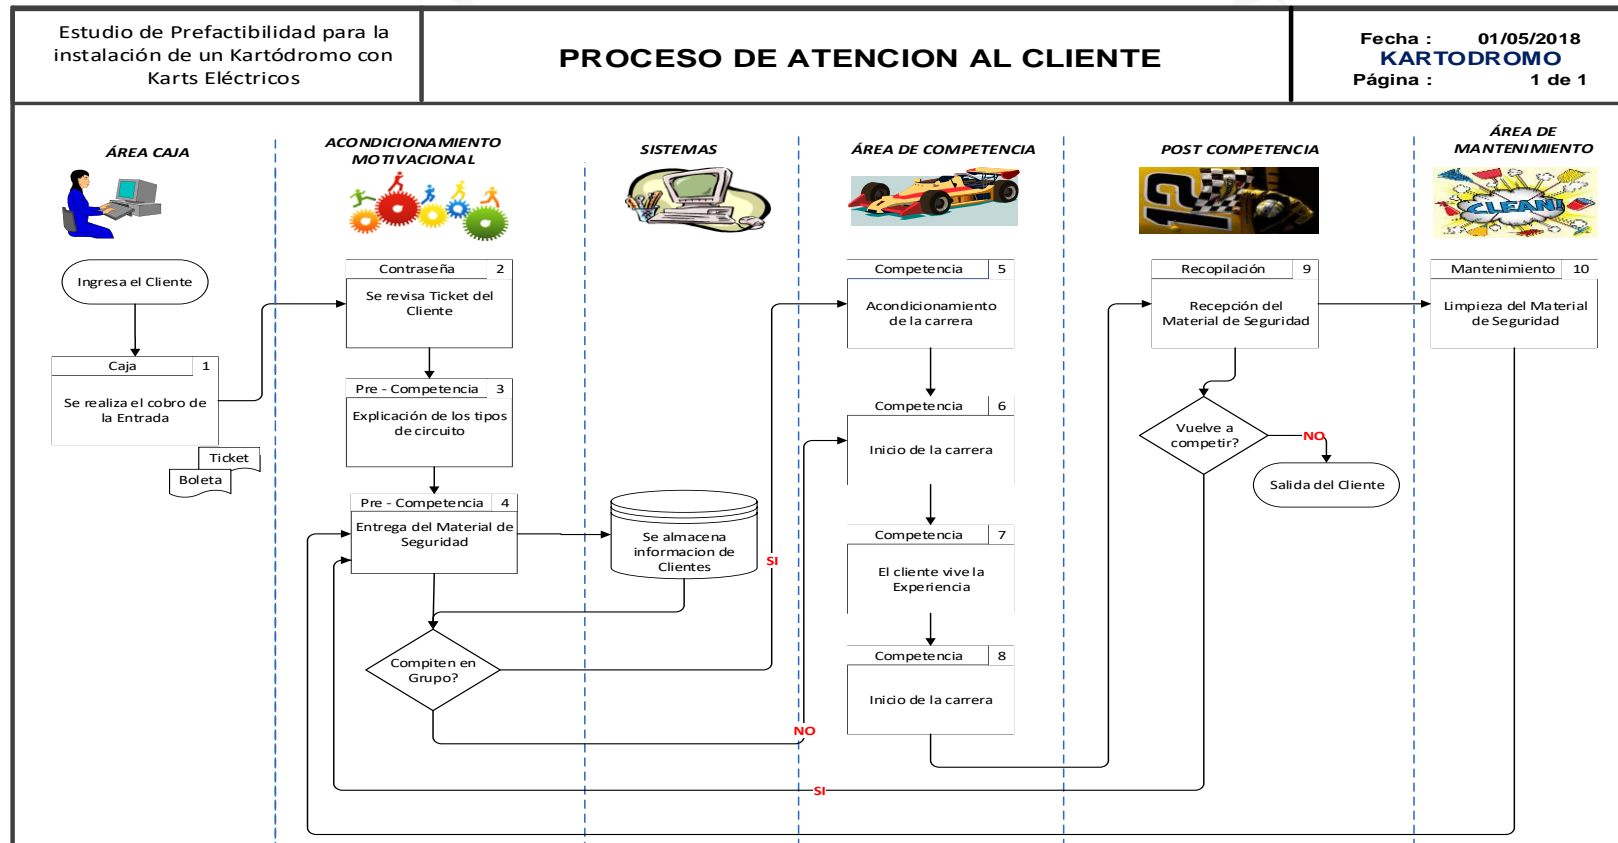 Estudio de Prefactibilidad para la
instalación de un Kartódromo con
Karts Eléctricos
PROCESO DE ATENCION AL CLIENTE
Fecha : 01/05/2018
KARTODROMO
Página : 1 de 1
ÁREA CAJA
ACONDICIONAMIENTO
MOTIVACIONAL
SISTEMAS
ÁREA DE COMPETENCIA
POST COMPETENCIA
ÁREA DE
MANTENIMIENTO
12
CLEAN!
Ingresa el Cliente
Caja 1
Se realiza el cobro de
la Entrada
Ticket
Boleta
Contraseña 2
Se revisa Ticket del
Cliente
Pre - Competencia 3
Explicación de los tipos
de circuito
Pre - Competencia 4
Entrega del Material de
Seguridad
Compiten en
Grupo?
Se almacena
informacion de
Clientes
SI
NO
Competencia 5
Acondicionamiento
de la carrera
Competencia 6
Inicio de la carrera
Competencia 7
El cliente vive la
Experiencia
Competencia 8
Inicio de la carrera
SI
Recopilación 9
Recepción del
Material de Seguridad
Vuelve a
competir?
NO
Salida del Cliente
Mantenimiento 10
Limpieza del Material
de Seguridad